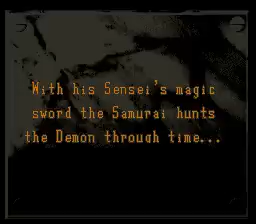 With his Sensei's magic
sword the Samurai hunts
the Demon through time...